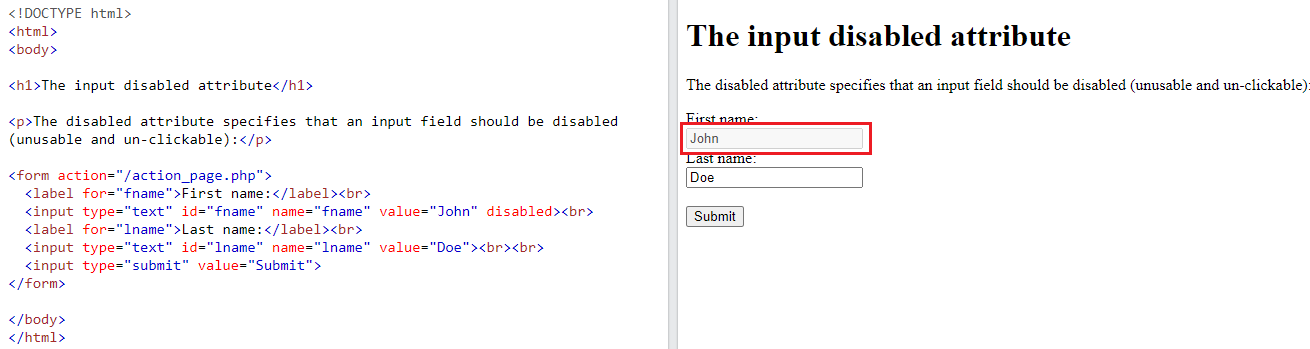 <!DOCTYPE html>
<html>
<body>
<h1>The input disabled attribute</h1>
<p>The disabled attribute specifies that an input field should be disabled
(unusable and un-clickable):</p>
<form action="/action_page.php">
  <label for="fname">First name:</label><br>
  <input type="text" id="fname" name="fname" value="John" disabled><br>
  <label for="lname">Last name:</label><br>
  <input type="text" id="lname" name="lname" value="Doe"><br><br>
  <input type="submit" value="Submit">
</form>
</body>
</html>
The input disabled attribute
The disabled attribute specifies that an input field should be disabled (unusable and un-clickable):
First name:
John
Last name:
Doe
Submit